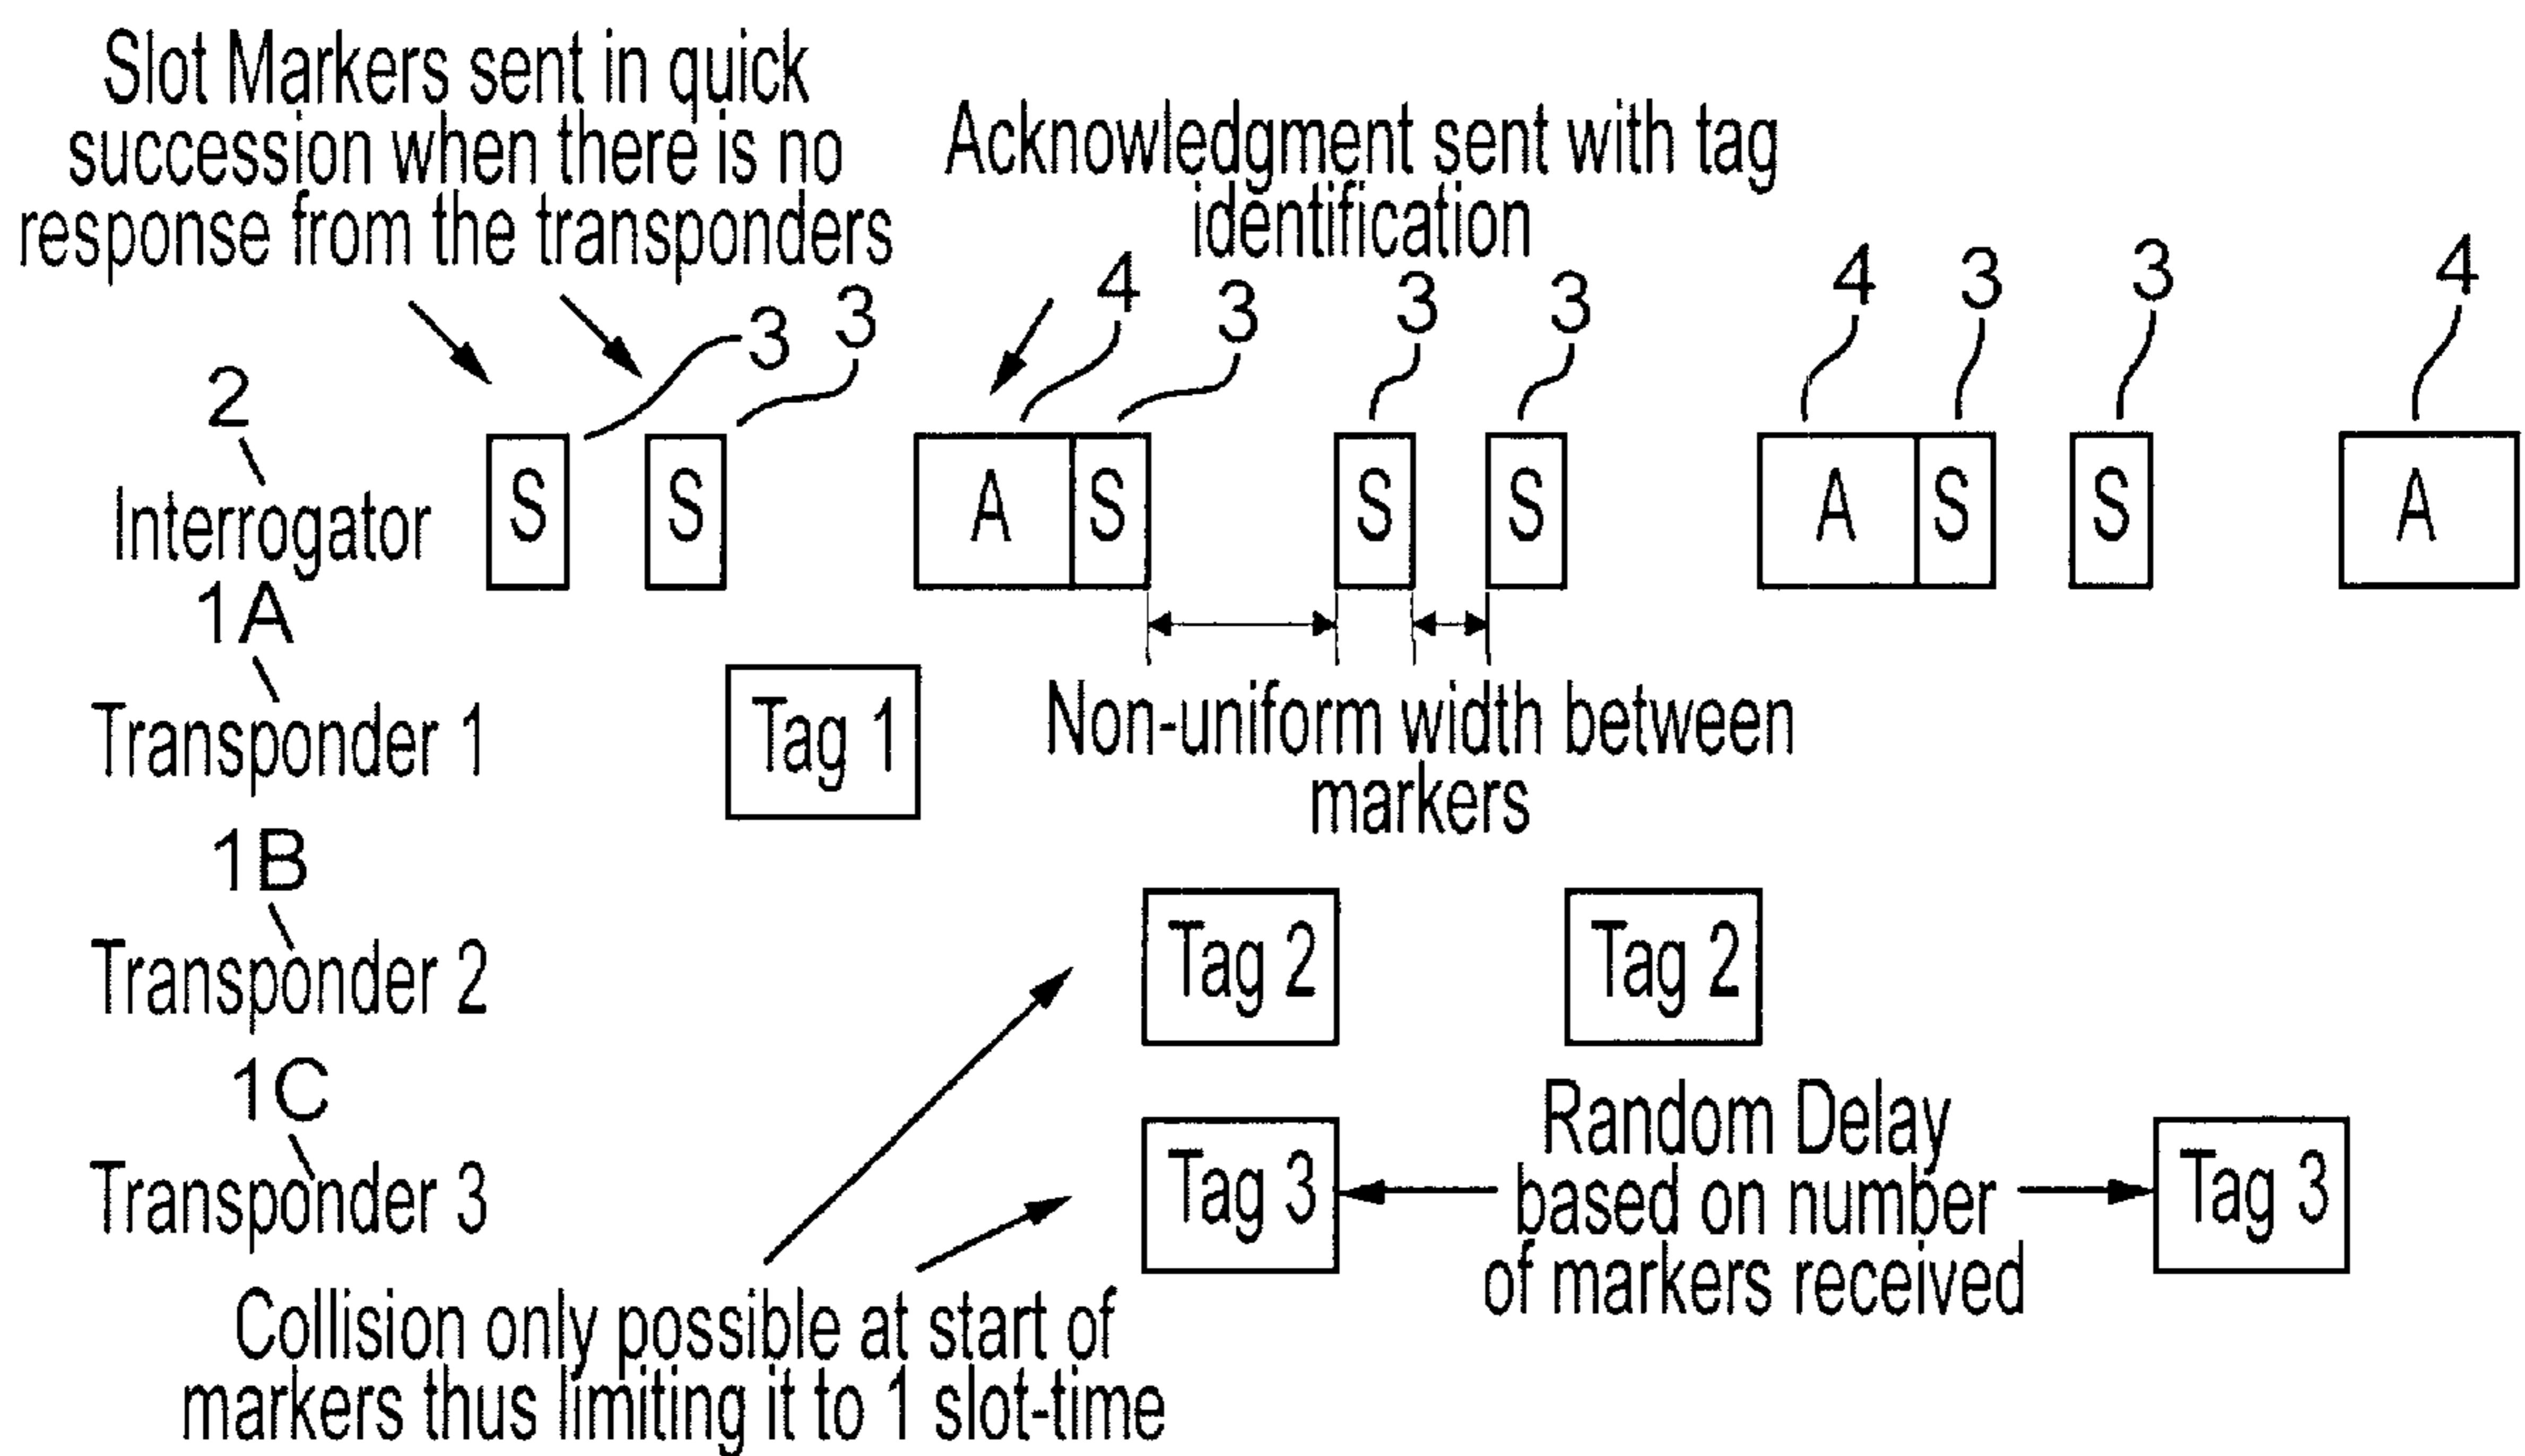 Slot Markers sent in quick
succession when there is no
response from the transponders
Acknowledgment sent with tag
identification
3 3 4 3 3 3 4 3 3 4
2
Interrogator
S S A S S S A S S A
1A
Transponder 1
Tag 1
Non-uniform width between
markers
1B
Transponder 2
Tag 2 Tag 2
1C
Transponder 3
Tag 3
Random Delay
based on number
of markers received
Tag 3
Collision only possible at start of
markers thus limiting it to 1 slot-time